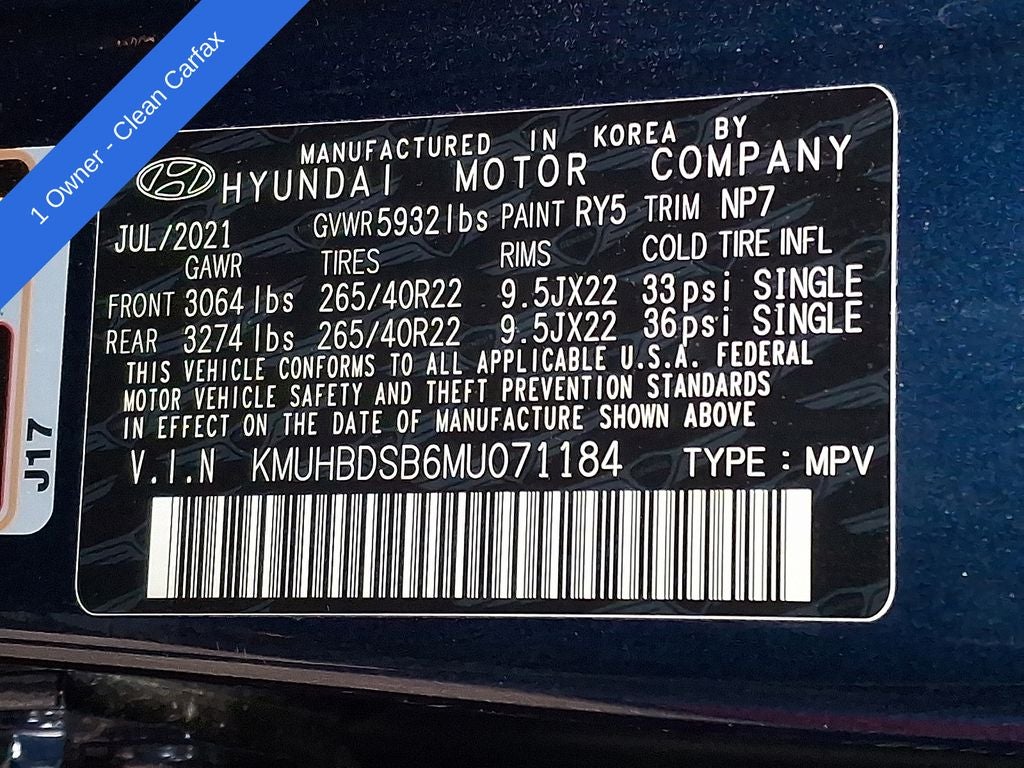 1 Owner - Clean Carfax
MANUFACTURED IN KOREA BY
HYUNDAI MOTOR COMPANY
JUL/2021 GVWR 5932 lbs PAINT RY5 TRIM NP7
GAWR TIRES RIMS COLD TIRE INFL
FRONT 3064 lbs 265/40R22 9.5JX22 33psi SINGLE
REAR 3274 lbs 265/40R22 9.5JX22 36psi SINGLE
THIS VEHICLE CONFORMS TO ALL APPLICABLE U.S.A. FEDERAL
MOTOR VEHICLE SAFETY AND THEFT PREVENTION STANDARDS
IN EFFECT ON THE DATE OF MANUFACTURE SHOWN ABOVE
V.I.N KMUHBDSB6MU071184 TYPE : MPV
J17